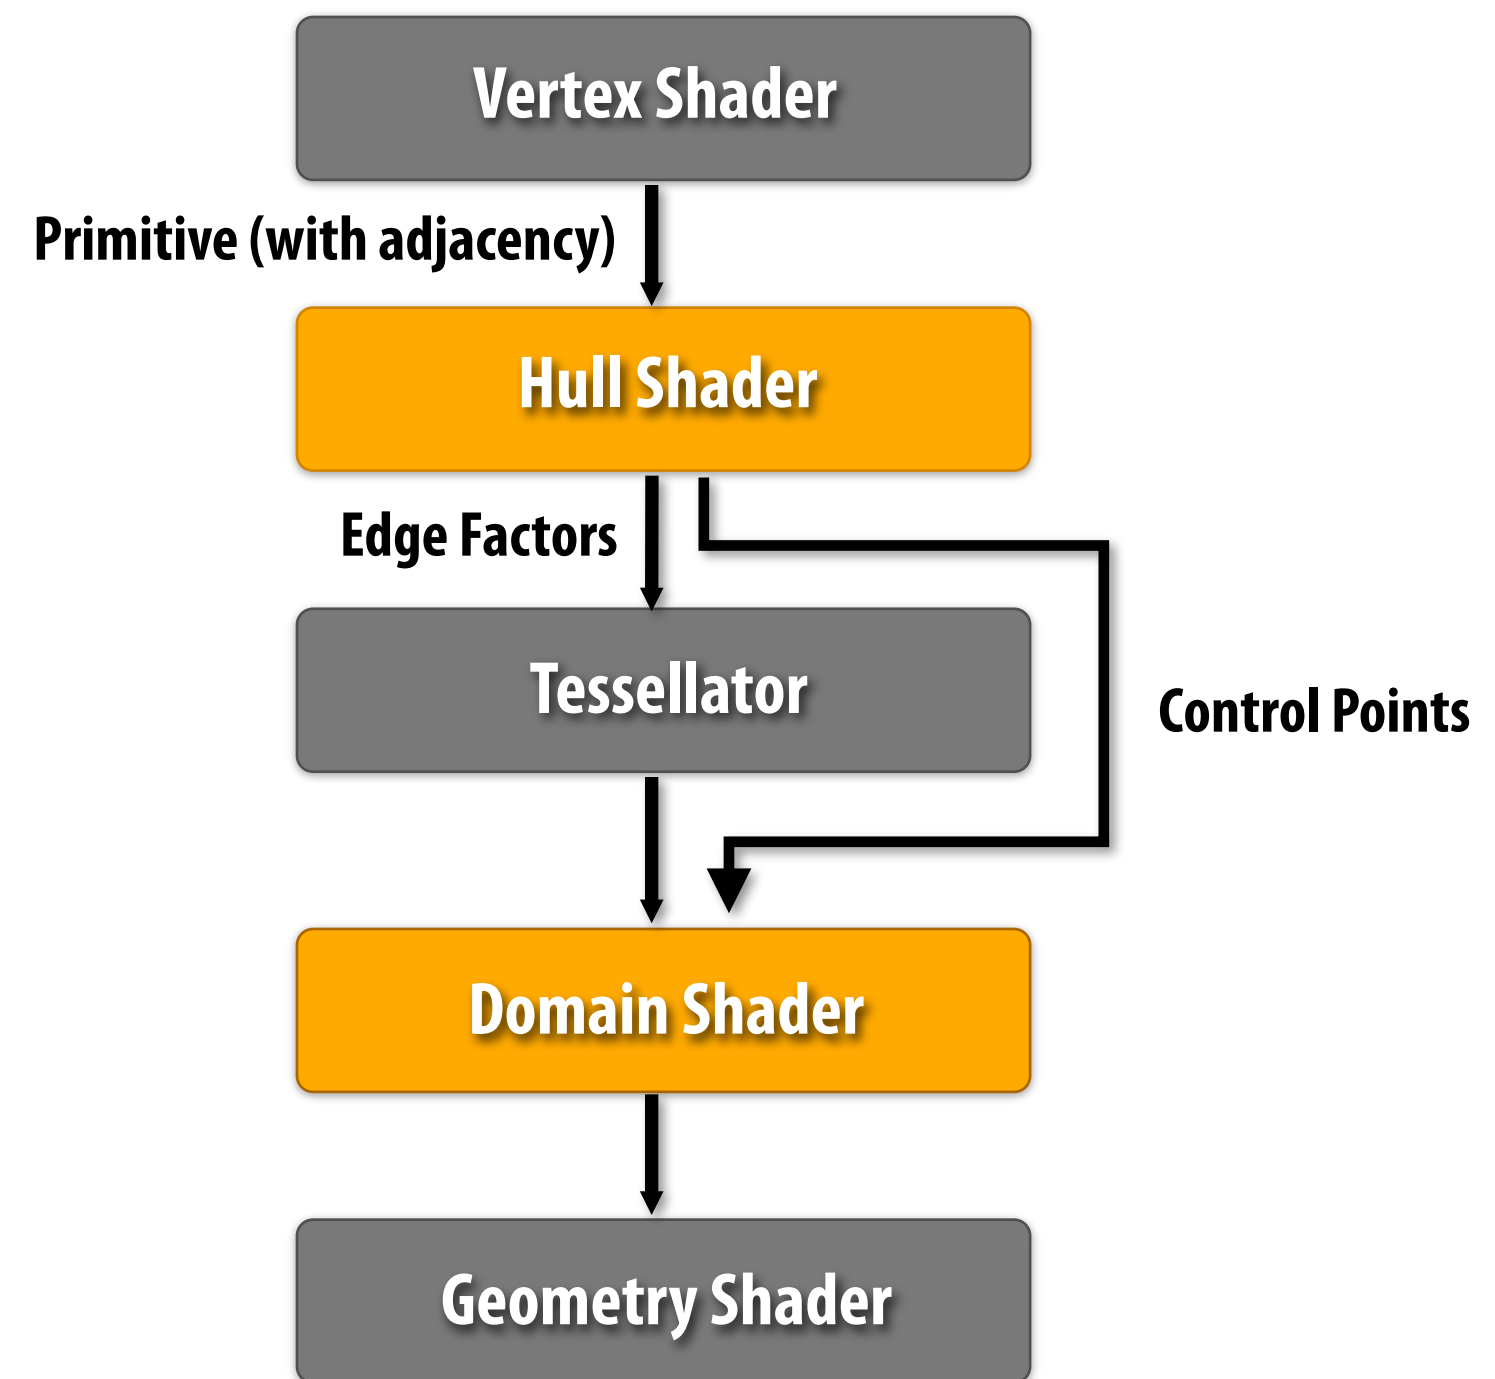 Vertex Shader
Primitive (with adjacency)
Hull Shader
Edge Factors
Tessellator
Control Points
Domain Shader
Geometry Shader